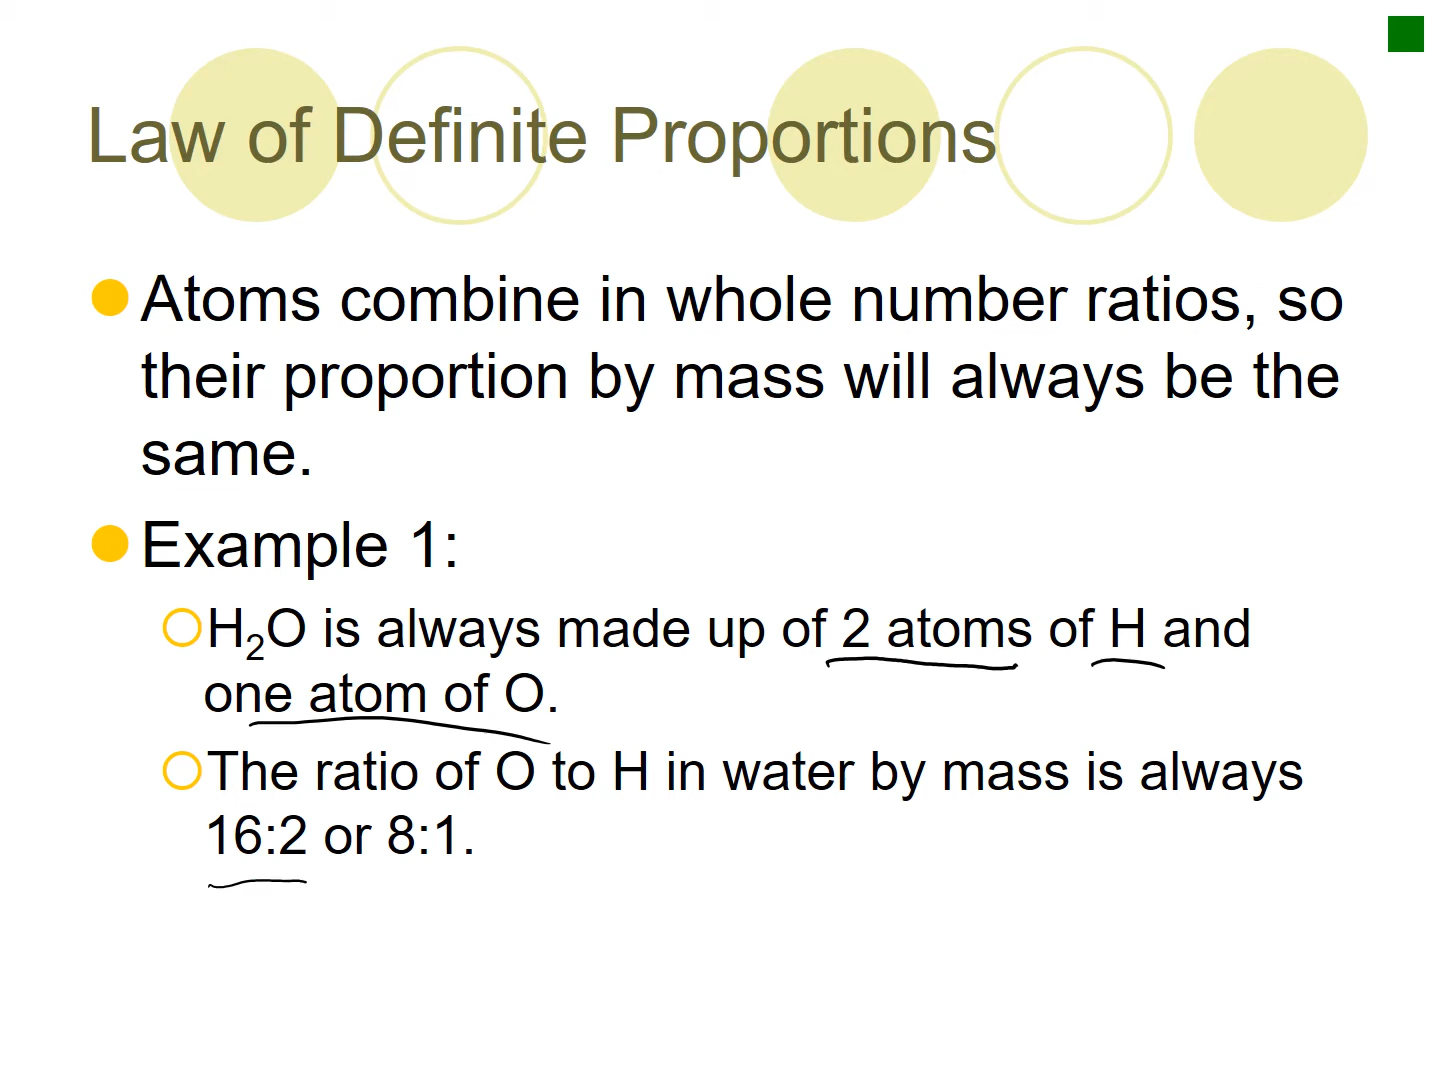 Law of Definite Proportions
Atoms combine in whole number ratios, so
their proportion by mass will always be the
same.
Example 1:
H₂O is always made up of 2 atoms of H and
one atom of O.
The ratio of O to H in water by mass is always
16:2 or 8:1.